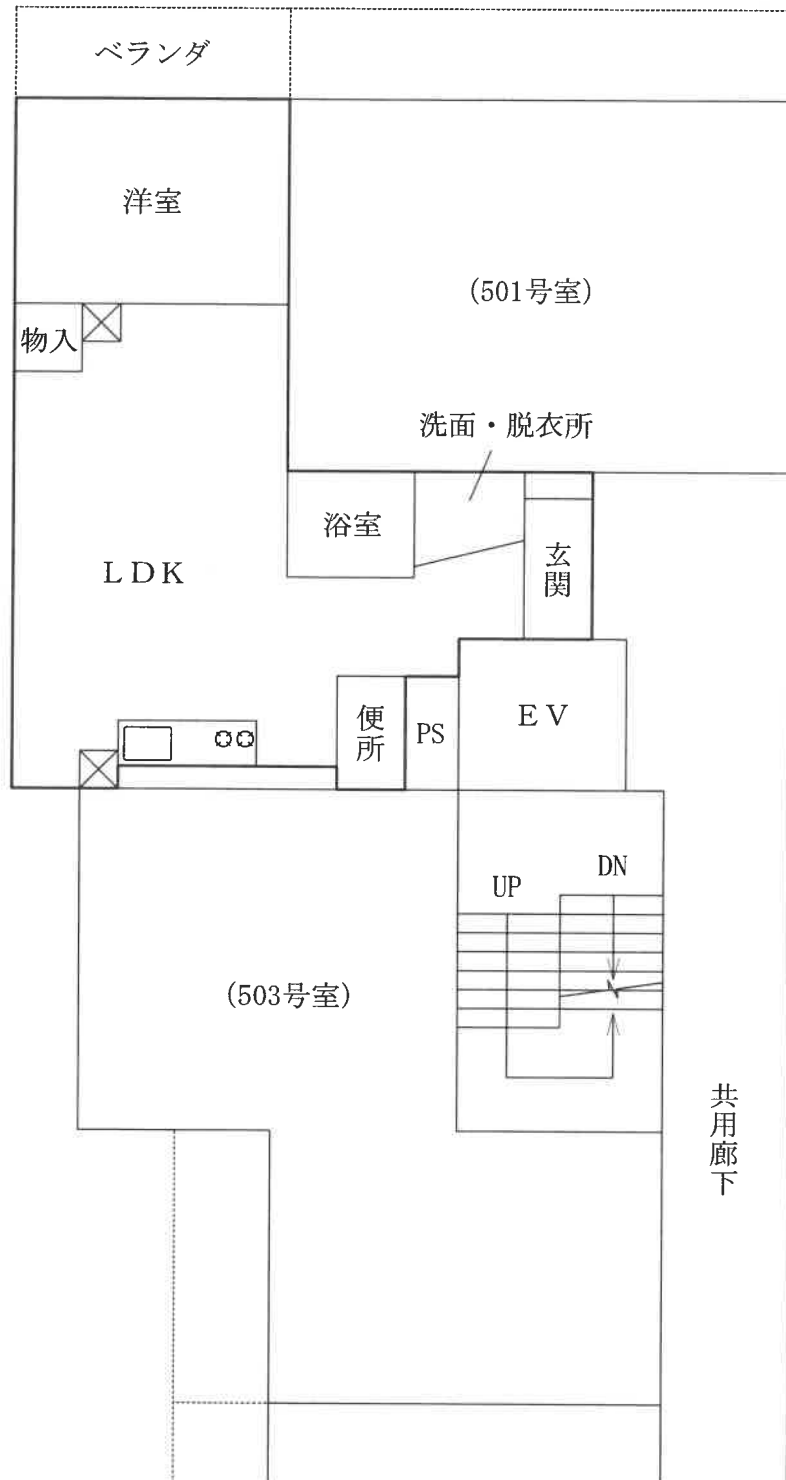 ベランダ
洋室
(501号室)
物入
洗面・脱衣所
浴室
玄関
LDK
便所
PS
EV
UP
DN
(503号室)
共用廊下